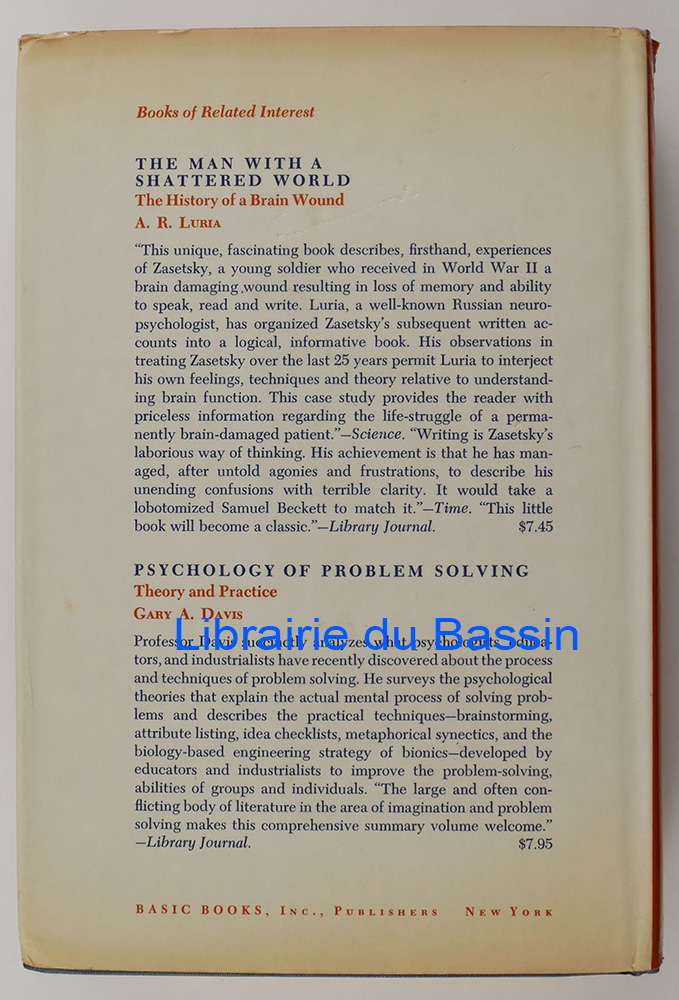 Books of Related Interest
THE MAN WITH A
SHATTERED WORLD
The History of a Brain Wound
A. R. LURIA
“This unique, fascinating book describes, firsthand, experiences
of Zasetsky, a young soldier who received in World War II a
brain damaging wound resulting in loss of memory and ability
to speak, read and write. Luria, a well-known Russian neuro-
psychologist, has organized Zasetsky’s subsequent written ac-
counts into a logical, informative book. His observations in
treating Zasetsky over the last 25 years permit Luria to interject
his own feelings, techniques and theory relative to understand-
ing brain function. This case study provides the reader with
priceless information regarding the life-struggle of a perma-
nently brain-damaged patient.”—Science. “Writing is Zasetsky’s
laborious way of thinking. His achievement is that he has man-
aged, after untold agonies and frustrations, to describe his
unending confusions with terrible clarity. It would take a
lobotomized Samuel Beckett to match it.”—Time. “This little
book will become a classic.”—Library Journal. $7.45
PSYCHOLOGY OF PROBLEM SOLVING
Theory and Practice
GARY A. DAVIS
Librairie du Bassin
Professor Davis succinctly analyzes what psychologists, educa-
tors, and industrialists have recently discovered about the process
and techniques of problem solving. He surveys the psychological
theories that explain the actual mental process of solving prob-
lems and describes the practical techniques—brainstorming,
attribute listing, idea checklists, metaphorical synectics, and the
biology-based engineering strategy of bionics—developed by
educators and industrialists to improve the problem-solving,
abilities of groups and individuals. “The large and often con-
flicting body of literature in the area of imagination and problem
solving makes this comprehensive summary volume welcome.”
—Library Journal. $7.95
BASIC BOOKS, INC., PUBLISHERS NEW YORK